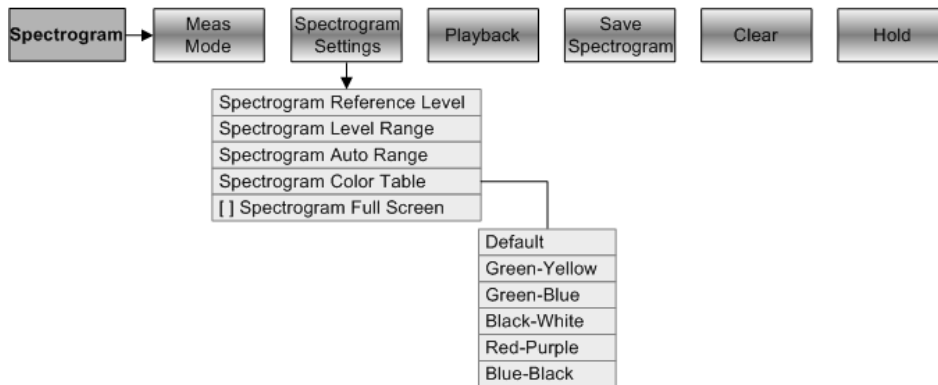 Spectrogram
Meas
Mode
Spectrogram
Settings
Playback
Save
Spectrogram
Clear
Hold
Spectrogram Reference Level
Spectrogram Level Range
Spectrogram Auto Range
Spectrogram Color Table
[ ] Spectrogram Full Screen
Default
Green-Yellow
Green-Blue
Black-White
Red-Purple
Blue-Black